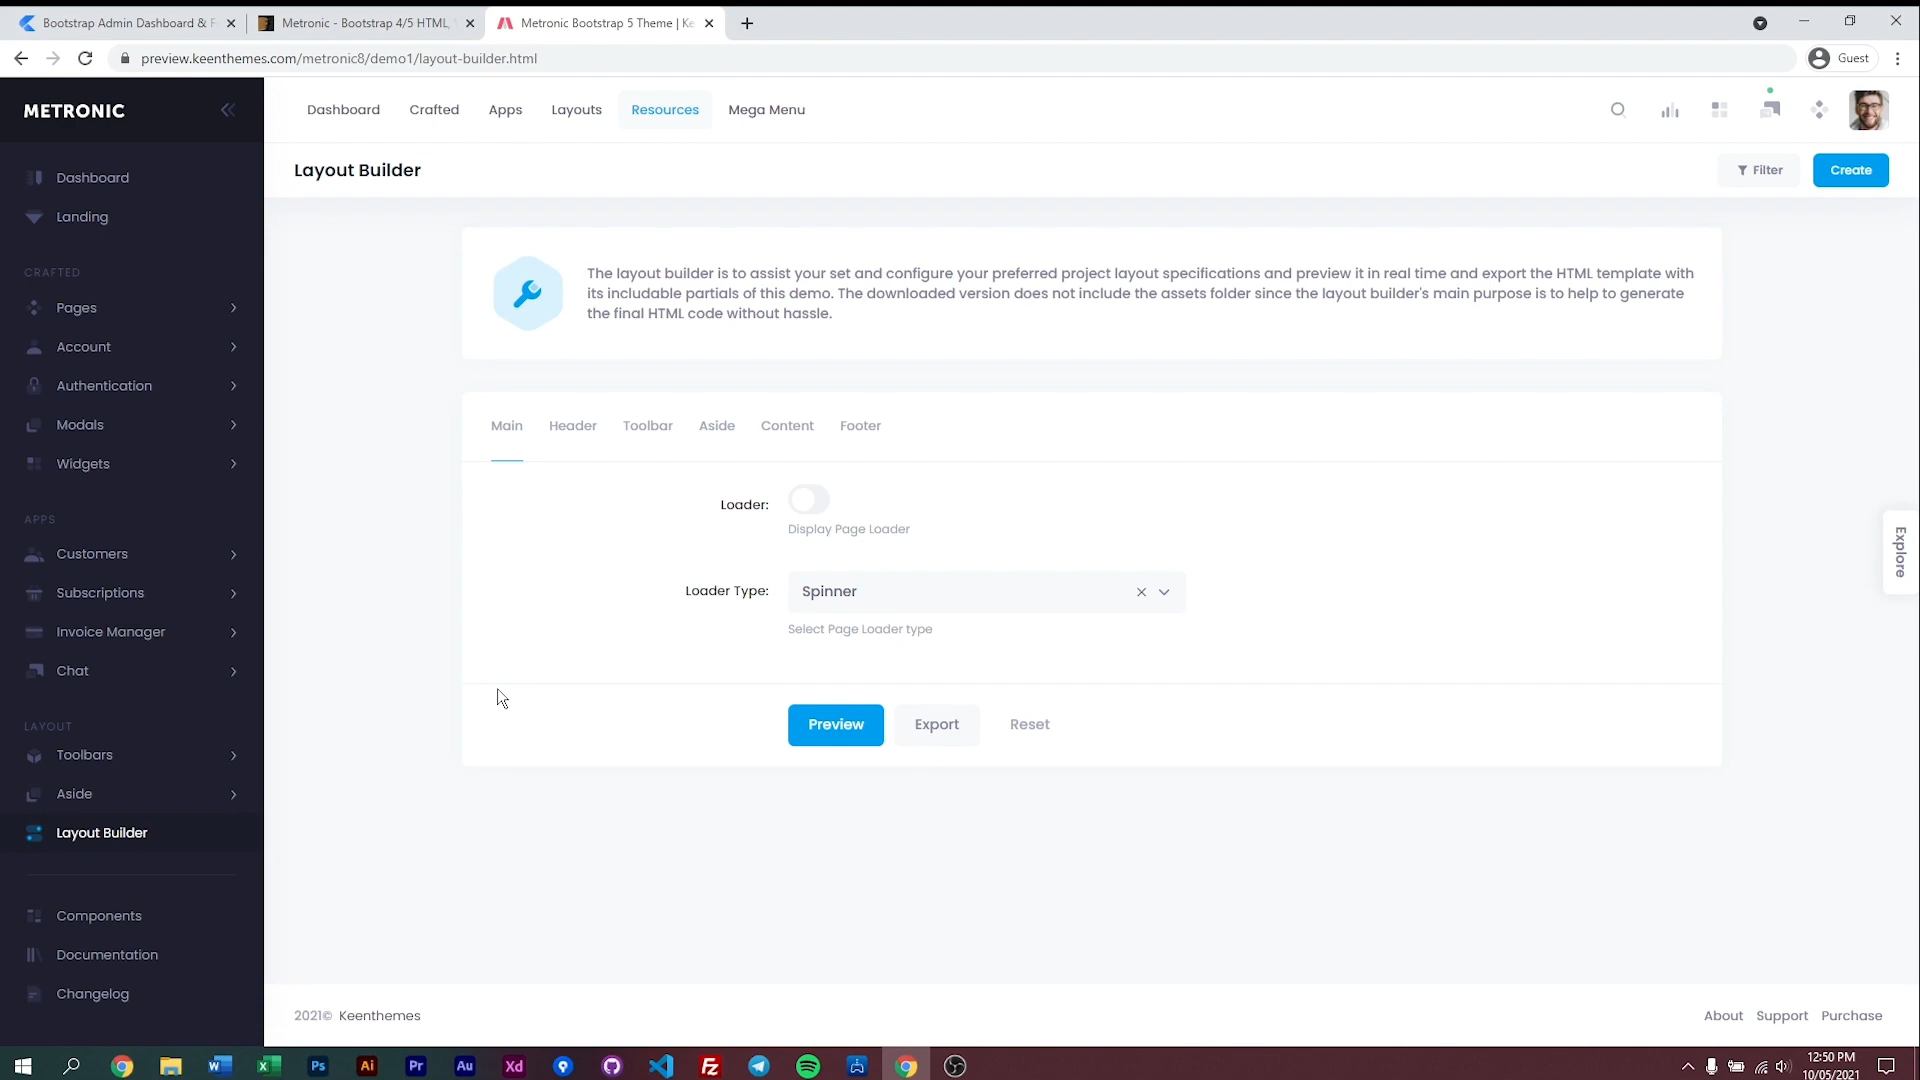 Bootstrap Admin Dashboard & F
Metronic - Bootstrap 4/5 HTML,
Metronic Bootstrap 5 Theme | Ke
preview.keenthemes.com/metronic8/demo1/layout-builder.html
Guest
METRONIC
Dashboard
Crafted
Apps
Layouts
Resources
Mega Menu
Layout Builder
Filter
Create
Dashboard
Landing
CRAFTED
Pages
Account
Authentication
Modals
Widgets
APPS
Customers
Subscriptions
Invoice Manager
Chat
LAYOUT
Toolbars
Aside
Layout Builder
Components
Documentation
Changelog
The layout builder is to assist your set and configure your preferred project layout specifications and preview it in real time and export the HTML template with
its includable partials of this demo. The downloaded version does not include the assets folder since the layout builder's main purpose is to help to generate
the final HTML code without hassle.
Main
Header
Toolbar
Aside
Content
Footer
Loader:
Display Page Loader
Loader Type:
Spinner
Select Page Loader type
Preview
Export
Reset
Explore
2021© Keenthemes
About
Support
Purchase
W
X
Ps
Ai
Pr
Au
Xd
Fz
12:50 PM
10/05/2021